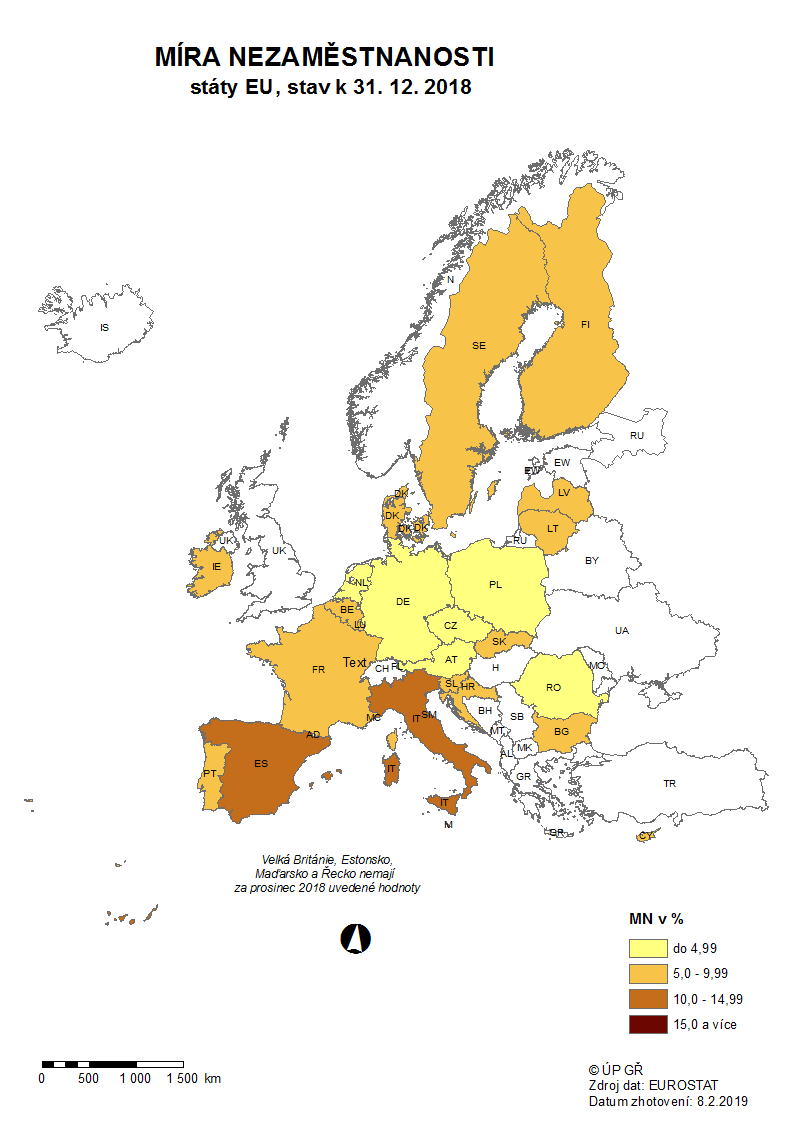 MÍRA NEZAMĚSTNANOSTI
státy EU, stav k 31. 12. 2018
N
IS
SE
FI
RU
EW
EW
LV
DK
DK
DK
DK
LT
UK
UK
RU
IE
BY
NL
DE
PL
BE
LU
CZ
UA
SK
FR
Text
CH
FL
AT
H
MO
SL
HR
RO
BH
SB
MC
IT
SM
MT
BG
AD
AL
MK
ES
PT
IT
GR
TR
IT
M
GR
CY
Velká Británie, Estonsko,
Maďarsko a Řecko nemají
za prosinec 2018 uvedené hodnoty
MN v %
do 4,99
5,0 - 9,99
10,0 - 14,99
15,0 a více
0 500 1 000 1 500 km
© ÚP GŘ
Zdroj dat: EUROSTAT
Datum zhotovení: 8.2.2019